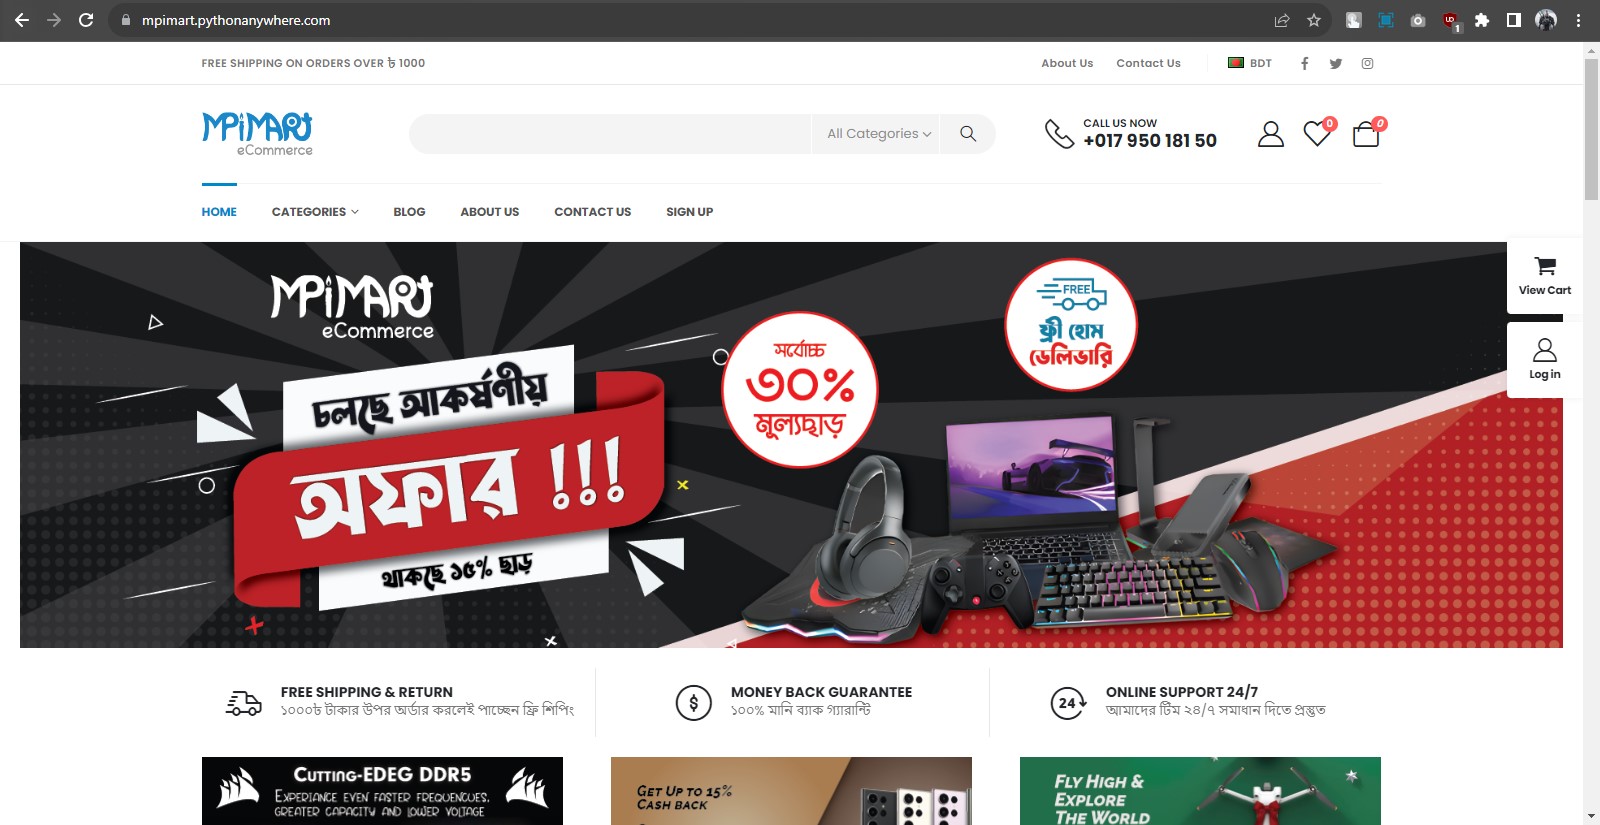 mpimart.pythonanywhere.com
FREE SHIPPING ON ORDERS OVER ৳ 1000
About Us
Contact Us
BDT
MPiMARt
eCommerce
All Categories
CALL US NOW
+017 950 181 50
0
0
HOME
CATEGORIES
BLOG
ABOUT US
CONTACT US
SIGN UP
MPiMARt
eCommerce
চলছে আকর্ষণীয়
অফার !!!
থাকছে ১৫% ছাড়
সর্বোচ্চ
৩০%
মূল্যছাড়
FREE
ফ্রী হোম
ডেলিভারি
View Cart
Log in
FREE SHIPPING & RETURN
১০০০৳ টাকার উপর অর্ডার করলেই পাচ্ছেন ফ্রি শিপিং
MONEY BACK GUARANTEE
১০০% মানি ব্যাক গ্যারান্টি
24
ONLINE SUPPORT 24/7
আমাদের টিম ২৪/৭ সমাধান দিতে প্রস্তুত
CUTTING-EDEG DDR5
EXPERIANCE EVEN FASTER FREQUENCUES,
GREATER CAPACITY AND LOWER VOLTAGE
GET UP TO 15%
CASH BACK
FLY HIGH &
EXPLORE
THE WORLD